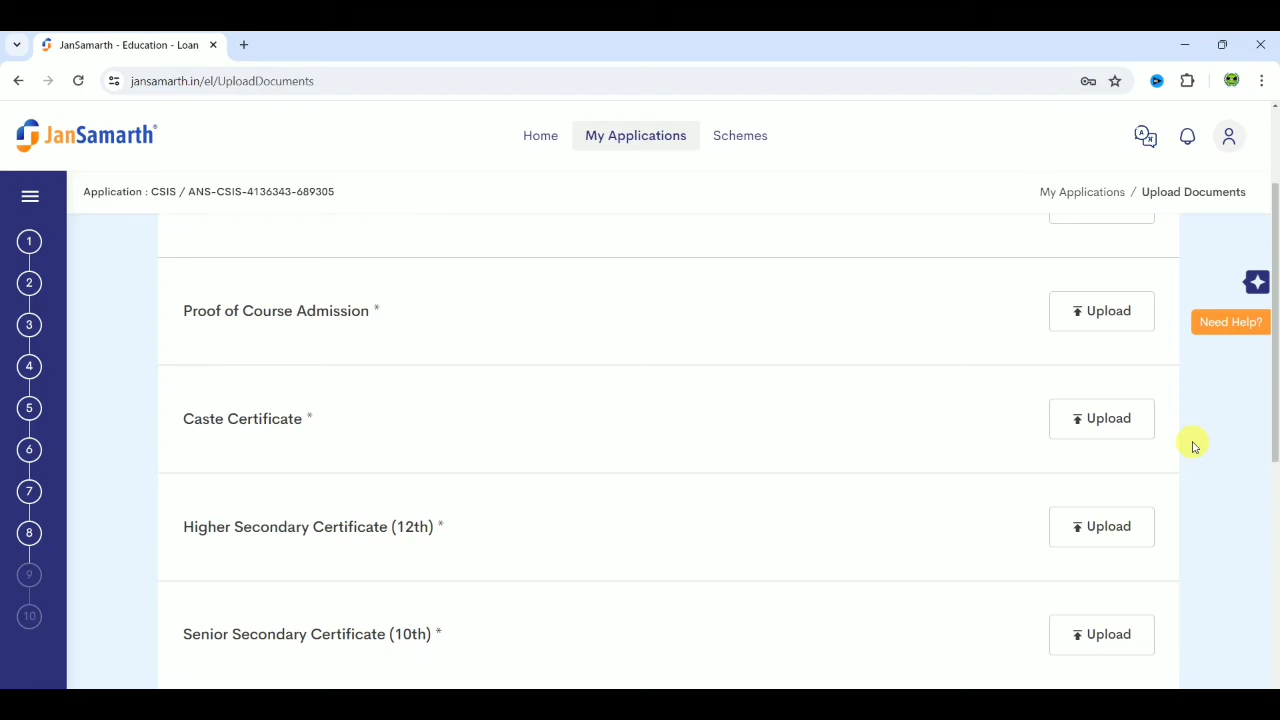 JanSamarth - Education - Loan
jansamarth.in/el/UploadDocuments
JanSamarth®
Home
My Applications
Schemes
Application : CSIS / ANS-CSIS-4136343-689305
My Applications / Upload Documents
1
2
3
4
5
6
7
8
9
10
Proof of Course Admission *
Upload
Need Help?
Caste Certificate *
Upload
Higher Secondary Certificate (12th) *
Upload
Senior Secondary Certificate (10th) *
Upload